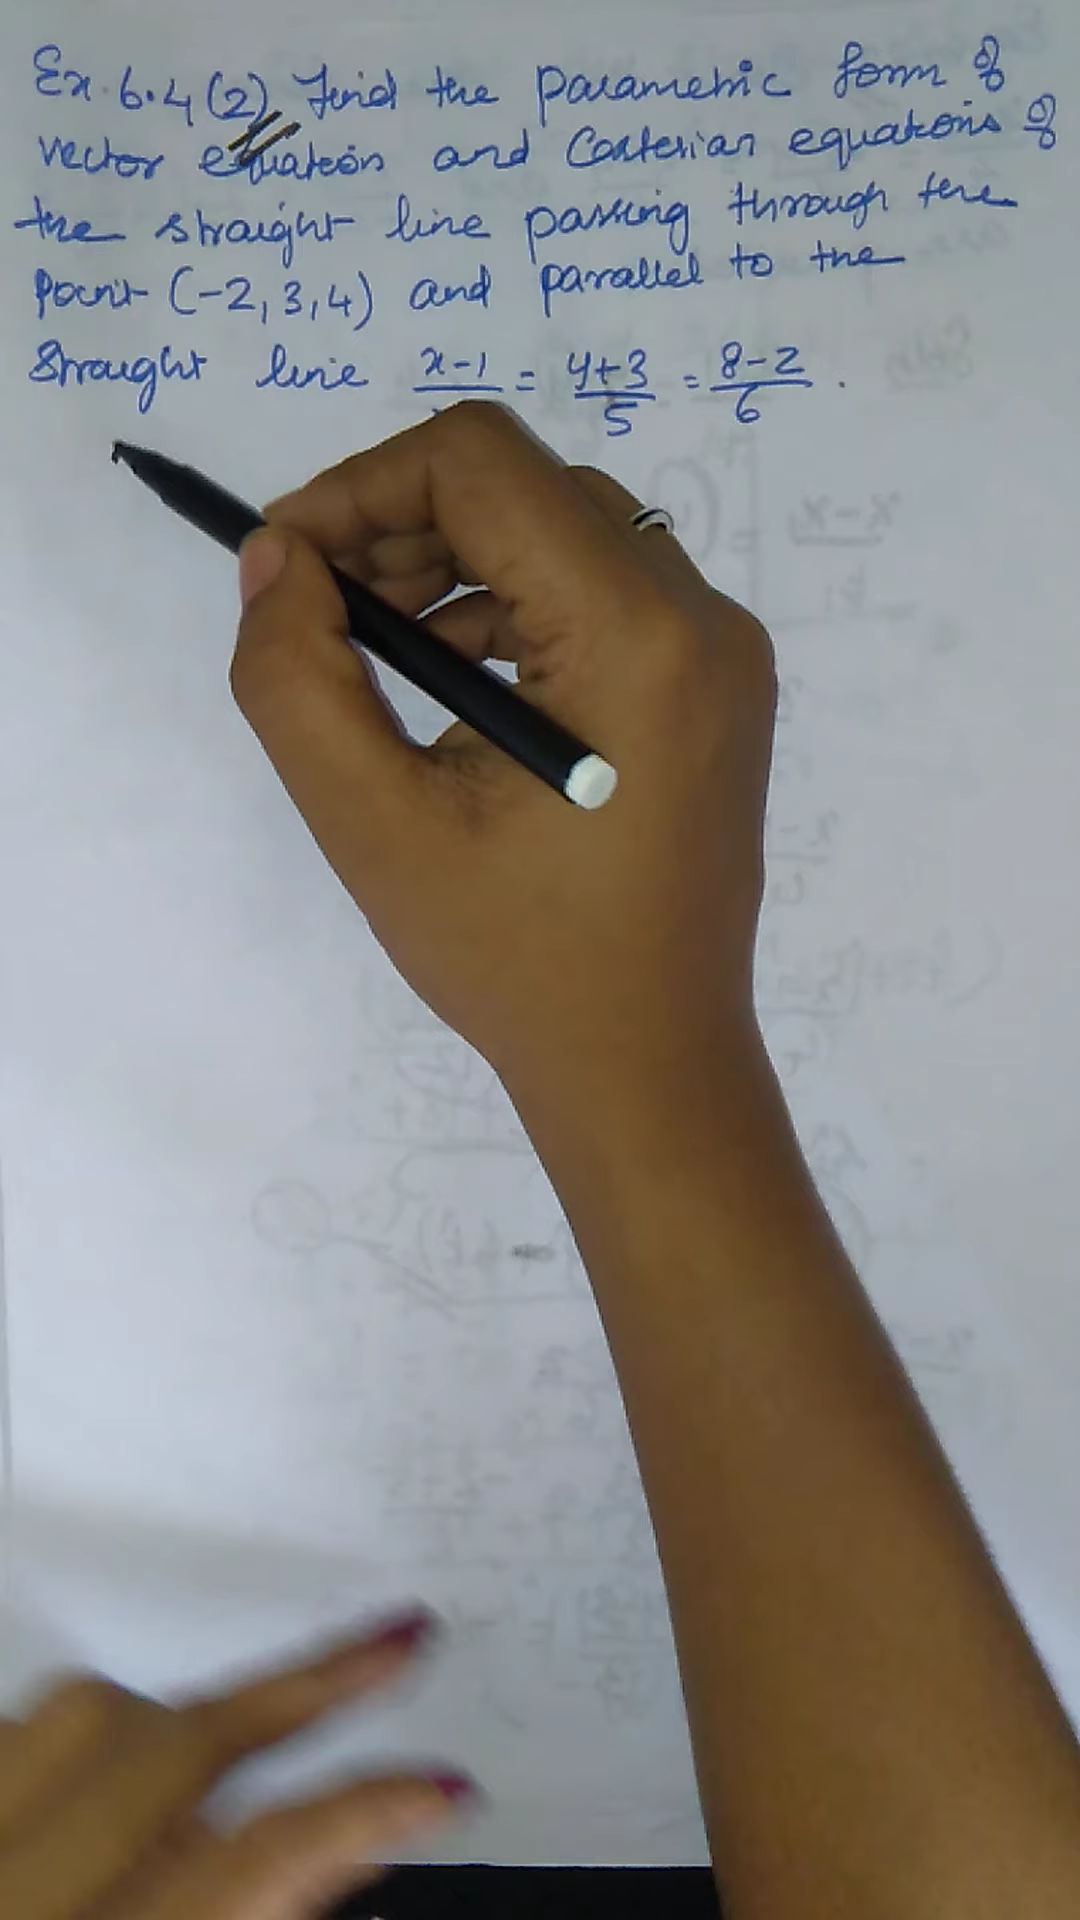 Ex. 6.4 (2) Find the parametric form of
vector equation and Cartesian equations of
the straight line passing through the
point (-2, 3, 4) and parallel to the
Straight line x-1/ = y+3/5 = 8-z/6 .